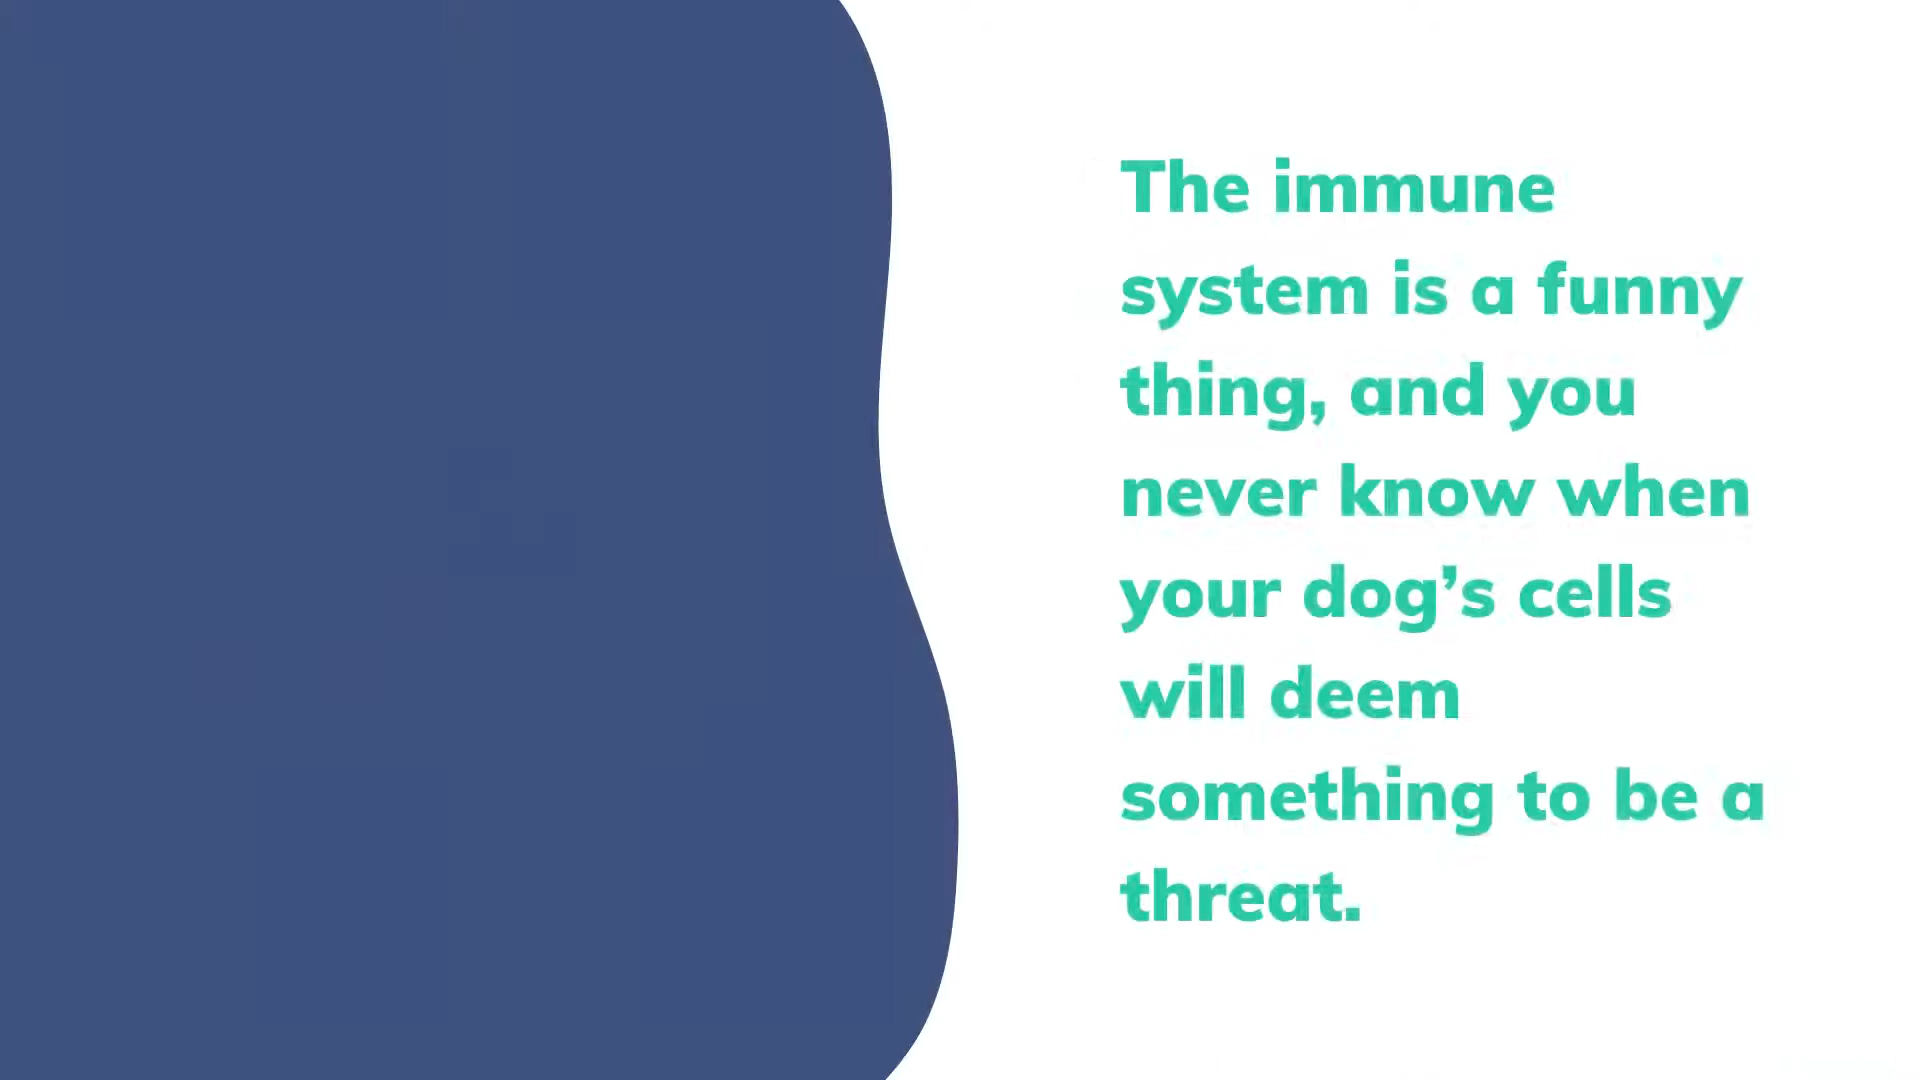 The immune
system is a funny
thing, and you
never know when
your dog’s cells
will deem
something to be a
threat.